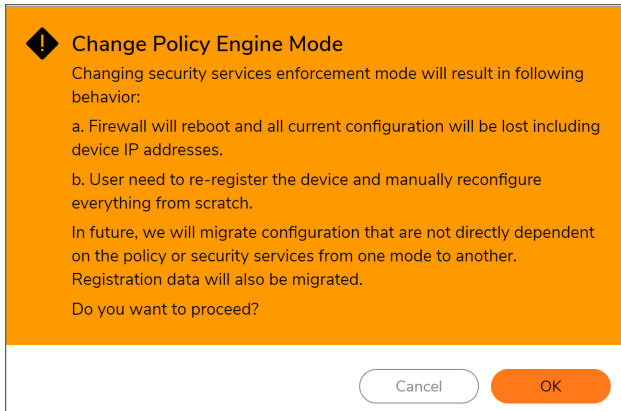 Change Policy Engine Mode
Changing security services enforcement mode will result in following
behavior:
a. Firewall will reboot and all current configuration will be lost including
device IP addresses.
b. User need to re-register the device and manually reconfigure
everything from scratch.
In future, we will migrate configuration that are not directly dependent
on the policy or security services from one mode to another.
Registration data will also be migrated.
Do you want to proceed?
Cancel
OK